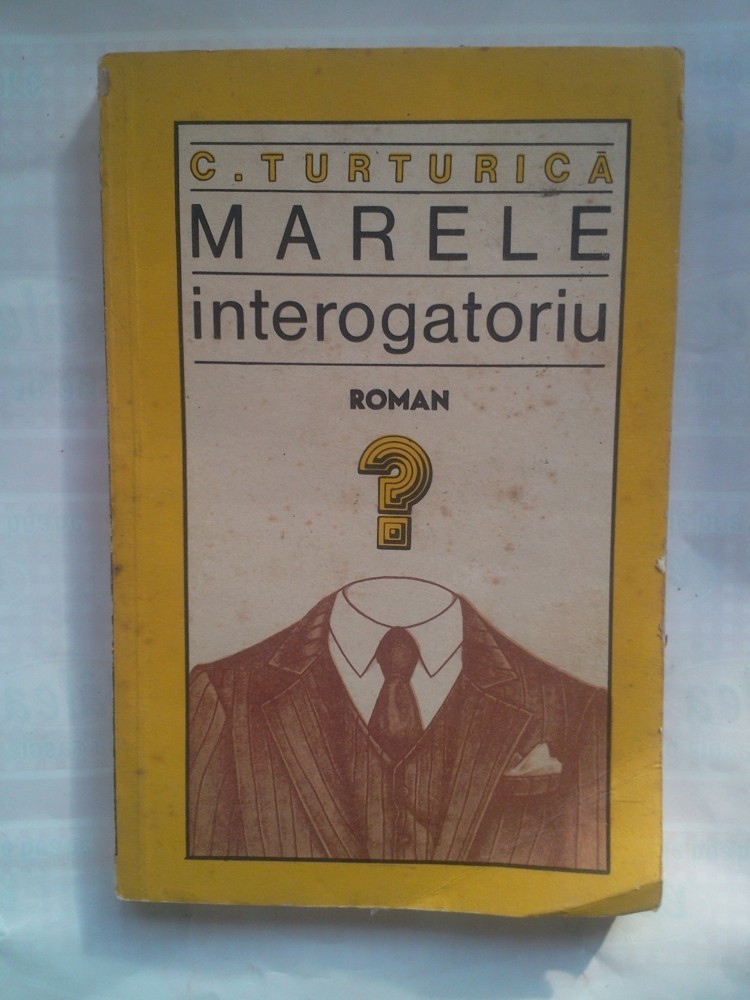 C. TURTURICĂ
MARELE
interogatoriu
ROMAN
?